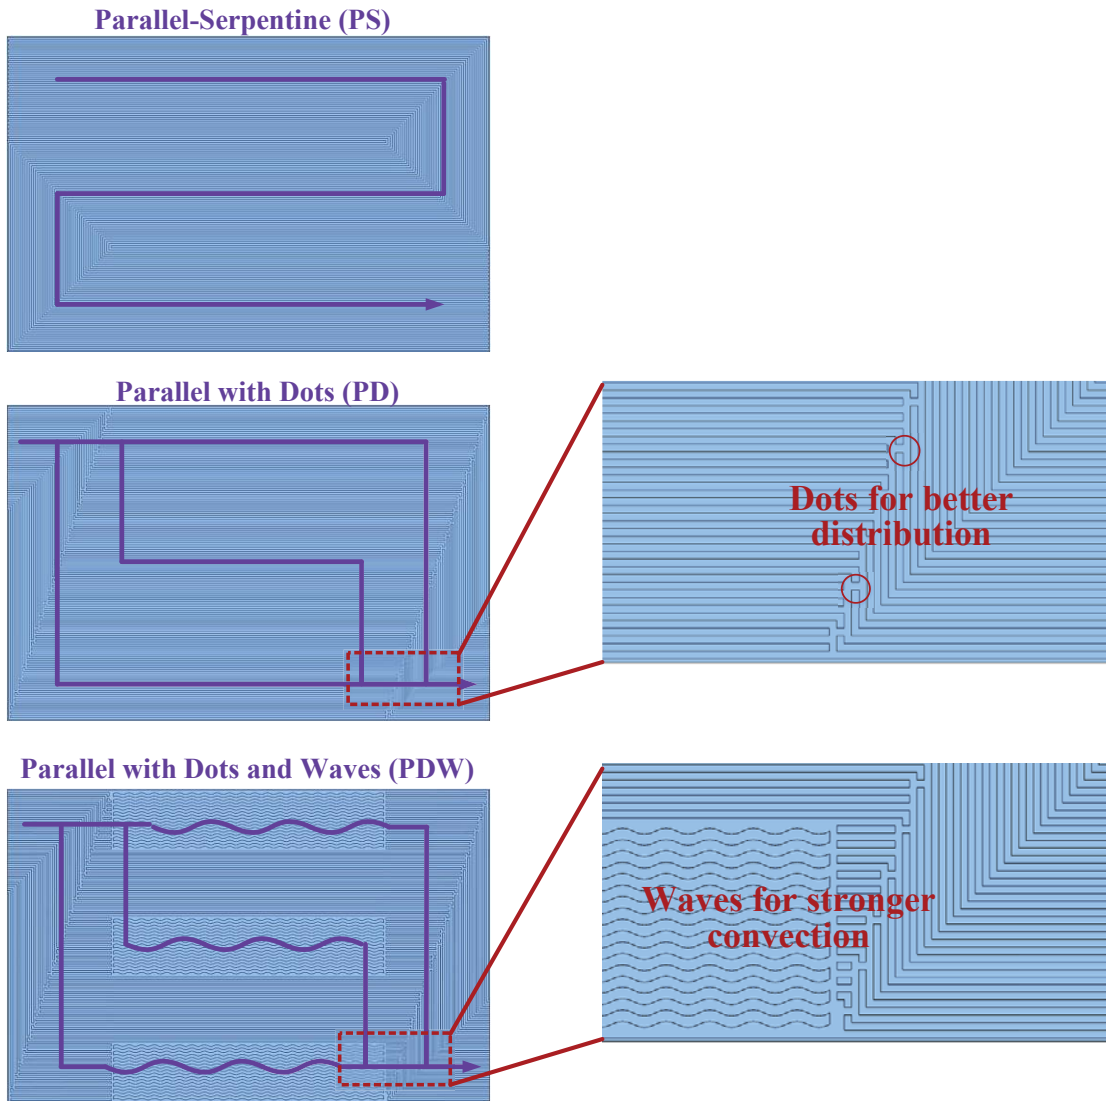 Parallel-Serpentine (PS)
Parallel with Dots (PD)
Dots for better
distribution
Parallel with Dots and Waves (PDW)
Waves for stronger
convection